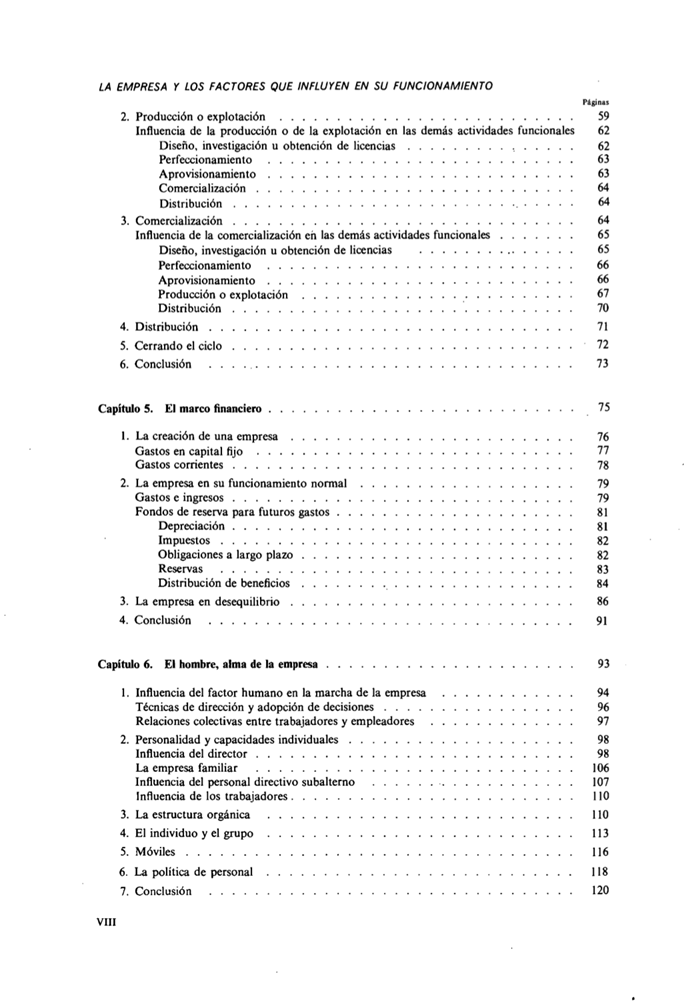 LA EMPRESA Y LOS FACTORES QUE INFLUYEN EN SU FUNCIONAMIENTO
Páginas
2. Producción o explotación . . . . . . . . . . 59
Influencia de la producción o de la explotación en las demás actividades funcionales 62
Diseño, investigación u obtención de licencias . . . . . . . . . . 62
Perfeccionamiento . . . . . . . . . . 63
Aprovisionamiento . . . . . . . . . . 63
Comercialización . . . . . . . . . . 64
Distribución . . . . . . . . . . 64
3. Comercialización . . . . . . . . . . 64
Influencia de la comercialización en las demás actividades funcionales . . . . . . . 65
Diseño, investigación u obtención de licencias . . . . . . . . . . 65
Perfeccionamiento . . . . . . . . . . 66
Aprovisionamiento . . . . . . . . . . 66
Producción o explotación . . . . . . . . . . 67
Distribución . . . . . . . . . . 70
4. Distribución . . . . . . . . . . 71
5. Cerrando el ciclo . . . . . . . . . . 72
6. Conclusión . . . . . . . . . . 73
Capítulo 5. El marco financiero . . . . . . . . . . 75
1. La creación de una empresa . . . . . . . . . . 76
Gastos en capital fijo . . . . . . . . . . 77
Gastos corrientes . . . . . . . . . . 78
2. La empresa en su funcionamiento normal . . . . . . . . . . 79
Gastos e ingresos . . . . . . . . . . 79
Fondos de reserva para futuros gastos . . . . . . . . . . 81
Depreciación . . . . . . . . . . 81
Impuestos . . . . . . . . . . 82
Obligaciones a largo plazo . . . . . . . . . . 82
Reservas . . . . . . . . . . 83
Distribución de beneficios . . . . . . . . . . 84
3. La empresa en desequilibrio . . . . . . . . . . 86
4. Conclusión . . . . . . . . . . 91
Capítulo 6. El hombre, alma de la empresa . . . . . . . . . . 93
1. Influencia del factor humano en la marcha de la empresa . . . . . . . . . . 94
Técnicas de dirección y adopción de decisiones . . . . . . . . . . 96
Relaciones colectivas entre trabajadores y empleadores . . . . . . . . . . 97
2. Personalidad y capacidades individuales . . . . . . . . . . 98
Influencia del director . . . . . . . . . . 98
La empresa familiar . . . . . . . . . . 106
Influencia del personal directivo subalterno . . . . . . . . . . 107
Influencia de los trabajadores . . . . . . . . . . 110
3. La estructura orgánica . . . . . . . . . . 110
4. El individuo y el grupo . . . . . . . . . . 113
5. Móviles . . . . . . . . . . 116
6. La política de personal . . . . . . . . . . 118
7. Conclusión . . . . . . . . . . 120
VIII